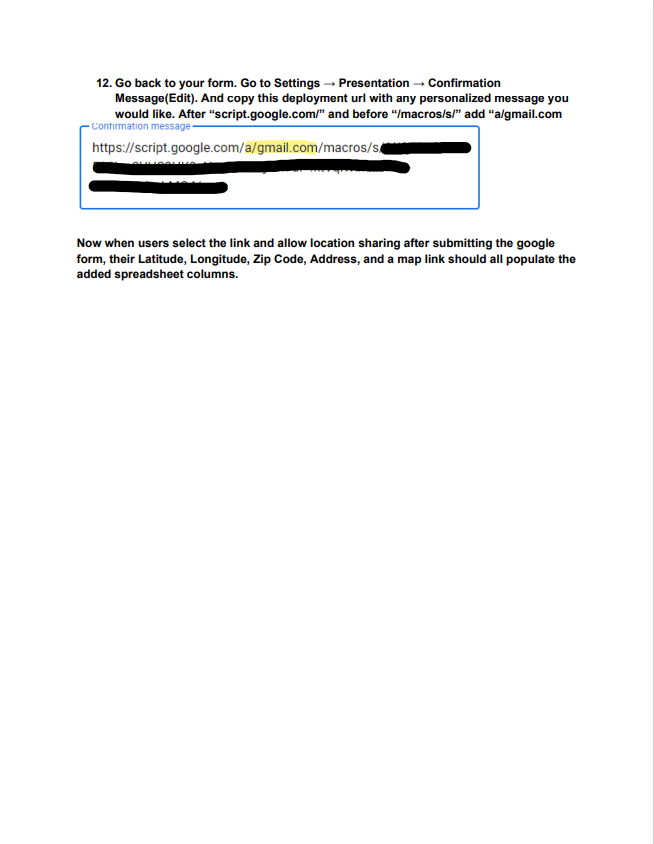 12. Go back to your form. Go to Settings → Presentation → Confirmation
Message(Edit). And copy this deployment url with any personalized message you
would like. After “script.google.com/” and before “/macros/s/” add “a/gmail.com
Confirmation message
https://script.google.com/a/gmail.com/macros/s/
Now when users select the link and allow location sharing after submitting the google
form, their Latitude, Longitude, Zip Code, Address, and a map link should all populate the
added spreadsheet columns.